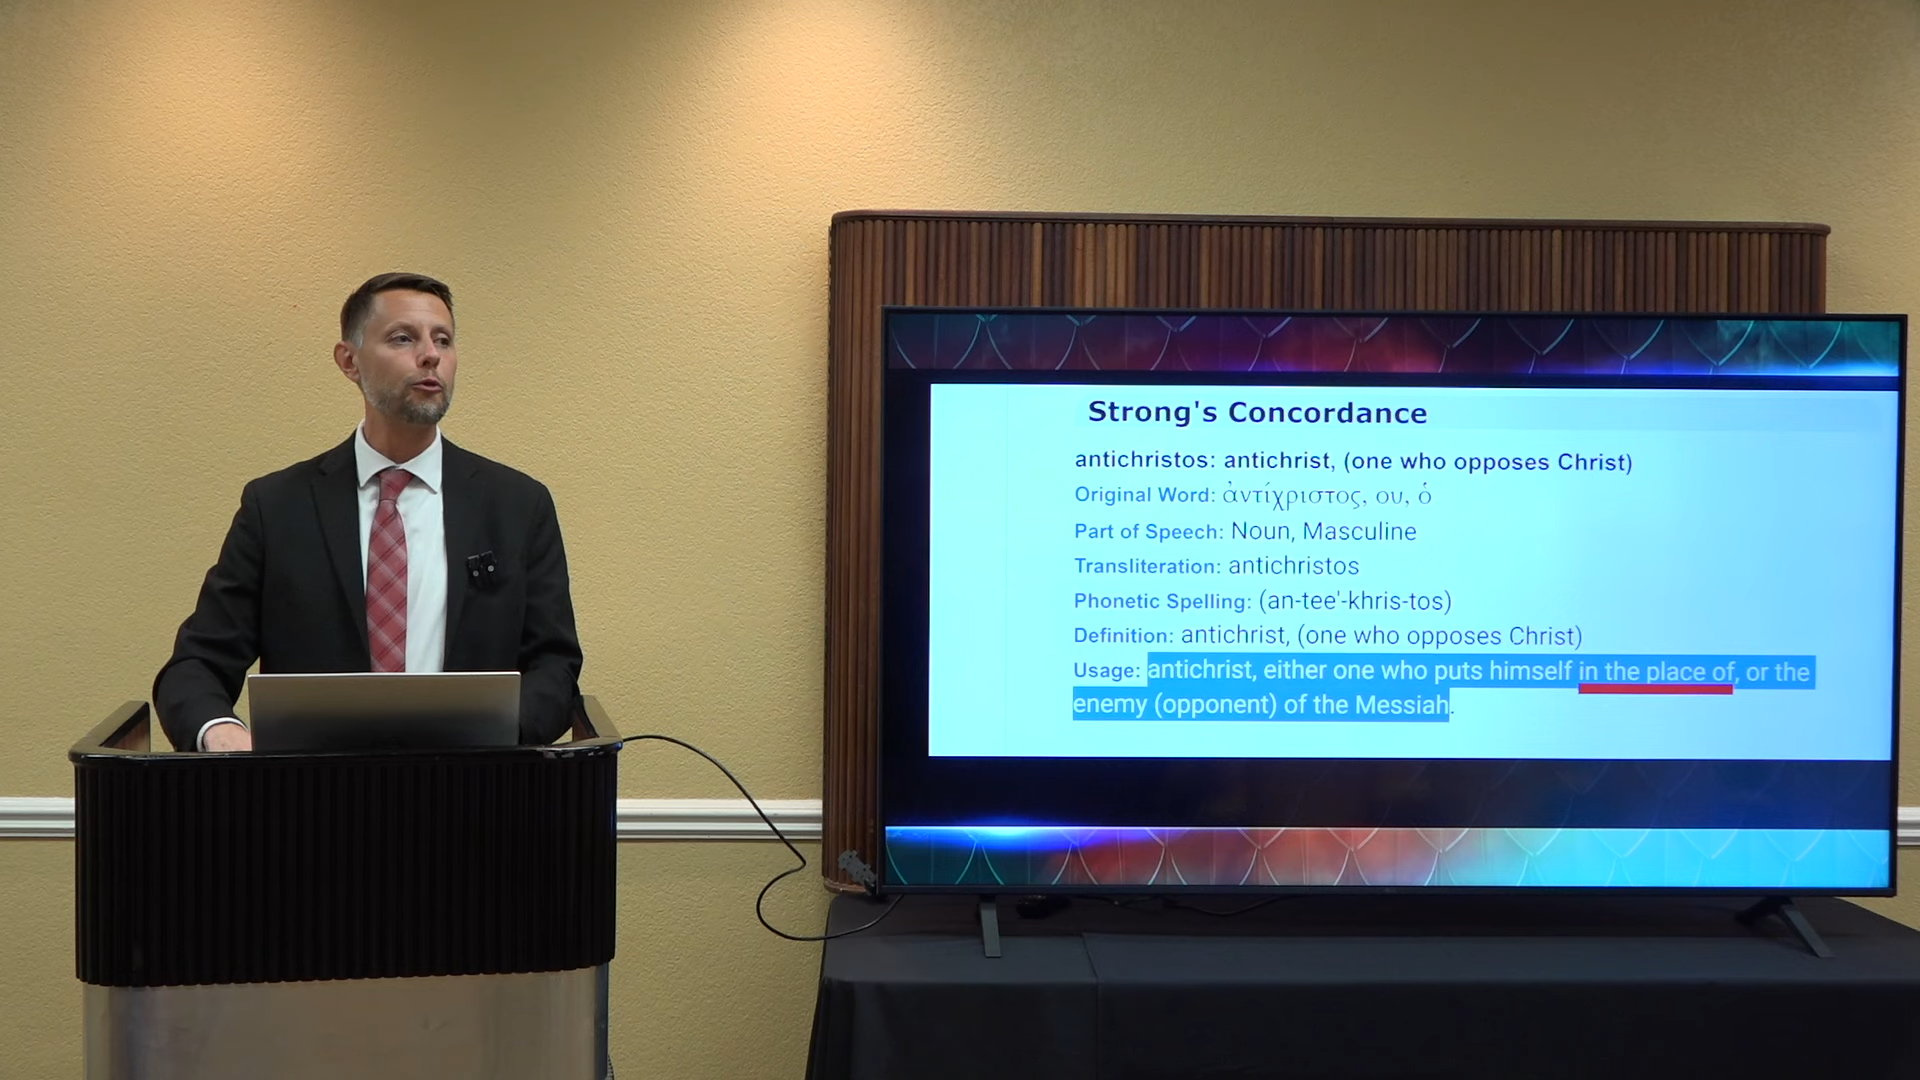 Strong's Concordance
antichristos: antichrist, (one who opposes Christ)
Original Word: ἀντίχριστος, ου, ὁ
Part of Speech: Noun, Masculine
Transliteration: antichristos
Phonetic Spelling: (an-tee'-khris-tos)
Definition: antichrist, (one who opposes Christ)
Usage: antichrist, either one who puts himself in the place of, or the
enemy (opponent) of the Messiah.